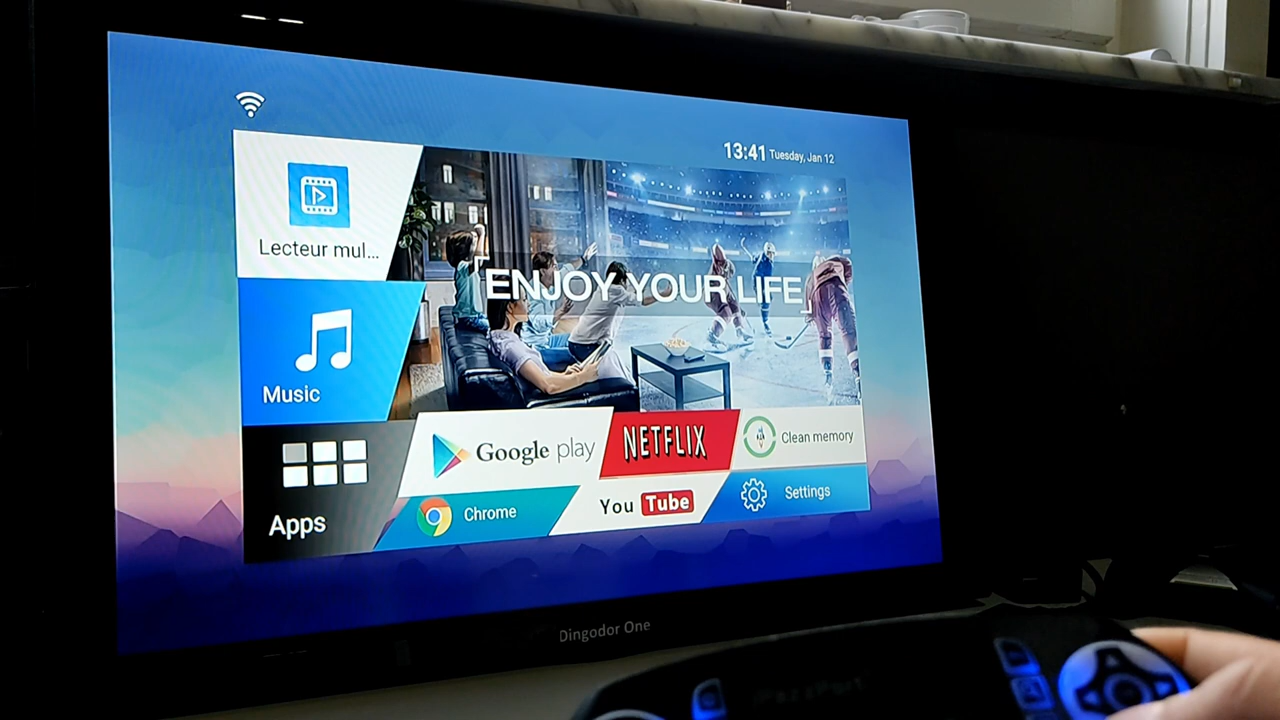 13:41 Tuesday, Jan 12
Lecteur mul...
ENJOY YOUR LIFE
Music
Google play
NETFLIX
Clean memory
Apps
Chrome
You Tube
Settings
Dingodor One